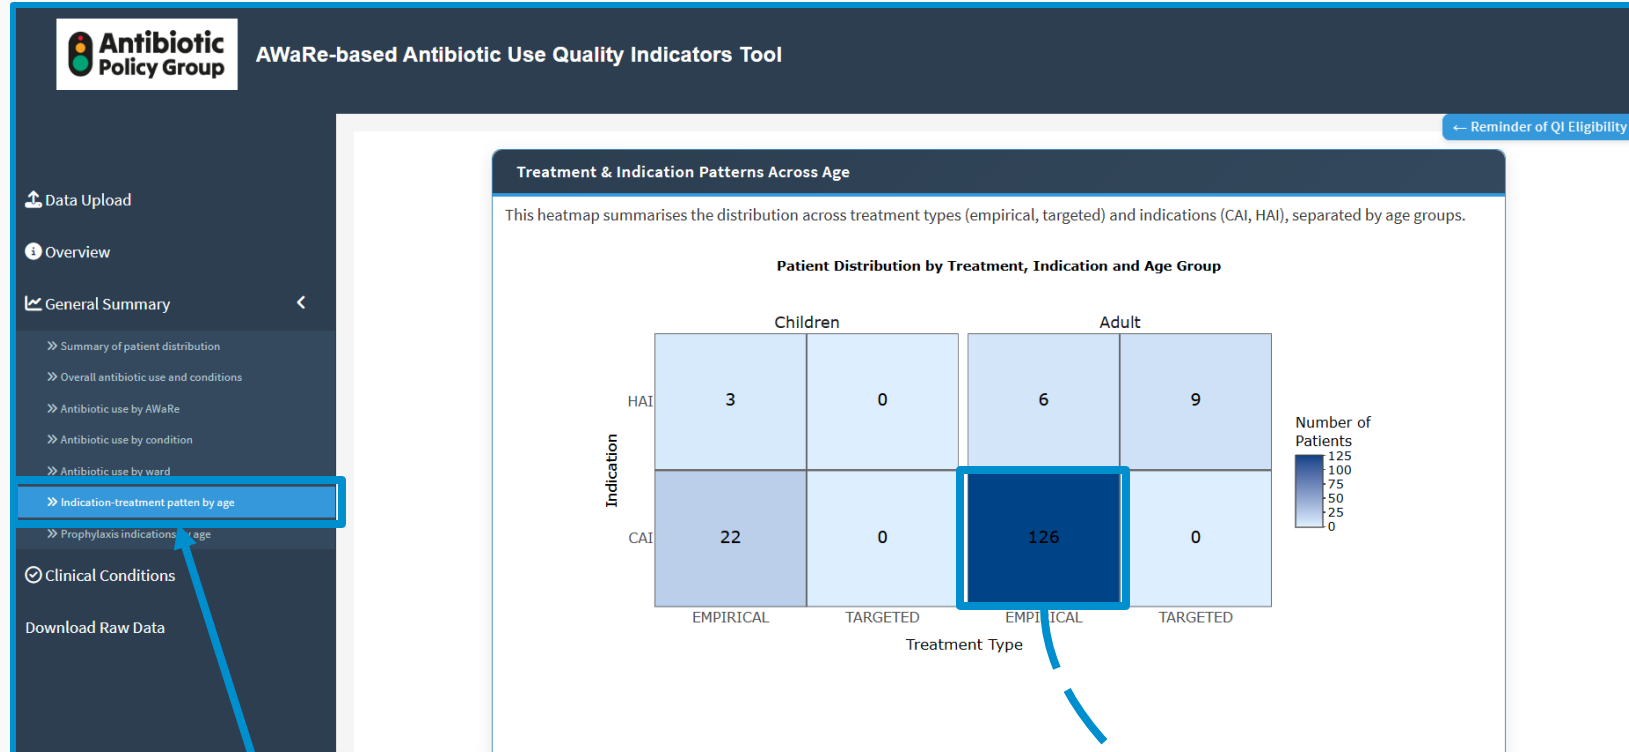 Antibiotic
Policy Group
AWaRe-based Antibiotic Use Quality Indicators Tool
← Reminder of QI Eligibility
Data Upload
Overview
General Summary
Summary of patient distribution
Overall antibiotic use and conditions
Antibiotic use by AWaRe
Antibiotic use by condition
Antibiotic use by ward
Indication-treatment patten by age
Prophylaxis indications age
Clinical Conditions
Download Raw Data
Treatment & Indication Patterns Across Age
This heatmap summarises the distribution across treatment types (empirical, targeted) and indications (CAI, HAI), separated by age groups.
Patient Distribution by Treatment, Indication and Age Group
Children Adult
HAI 3 0 6 9
CAI 22 0 126 0
Indication
EMPIRICAL TARGETED EMPIRICAL TARGETED
Treatment Type
Number of
Patients
125
100
75
50
25
0